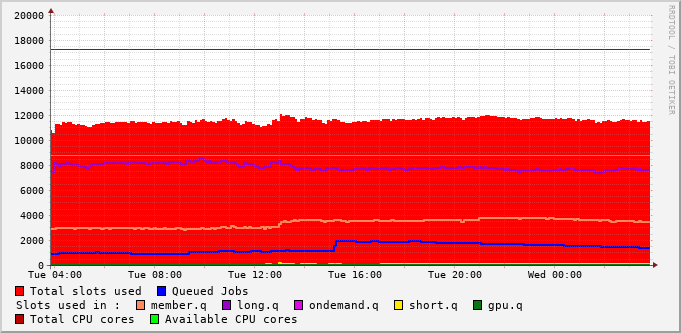 20000
18000
16000
14000
12000
10000
8000
6000
4000
2000
0
Tue 04:00 Tue 08:00 Tue 12:00 Tue 16:00 Tue 20:00 Wed 00:00
Total slots used Queued Jobs
Slots used in : member.q long.q ondemand.q short.q gpu.q
Total CPU cores Available CPU cores
RRDTOOL / TOBI OETIKER